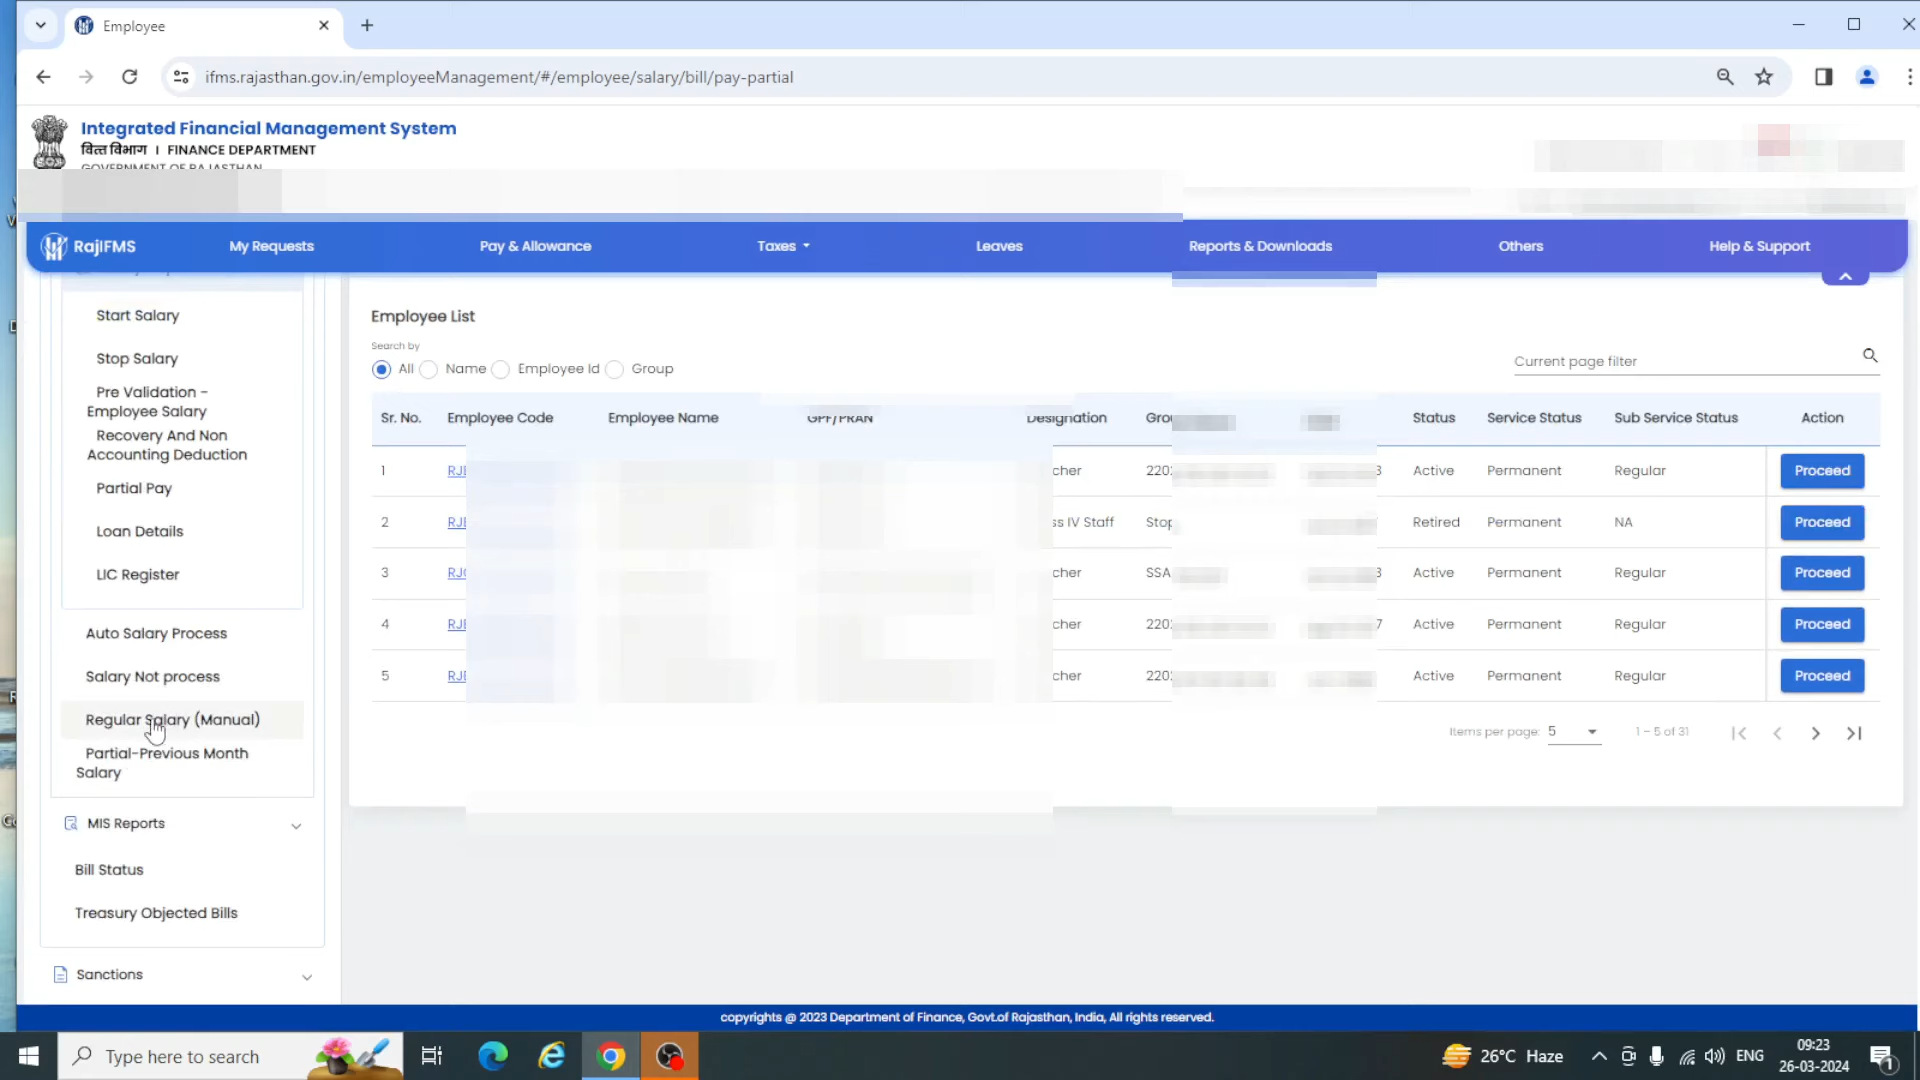 Employee
ifms.rajasthan.gov.in/employeeManagement/#/employee/salary/bill/pay-partial
Integrated Financial Management System
वित्त विभाग | FINANCE DEPARTMENT
GOVERNMENT OF RAJASTHAN
RajIFMS
My Requests
Pay & Allowance
Taxes
Leaves
Reports & Downloads
Others
Help & Support
Start Salary
Stop Salary
Pre Validation -
Employee Salary
Recovery And Non
Accounting Deduction
Partial Pay
Loan Details
LIC Register
Auto Salary Process
Salary Not process
Regular Salary (Manual)
Partial-Previous Month
Salary
MIS Reports
Bill Status
Treasury Objected Bills
Sanctions
Employee List
Search by
All Name Employee Id Group
Current page filter
Sr. No. Employee Code Employee Name GPF/PRAN Designation Status Service Status Sub Service Status Action
1 Active Permanent Regular Proceed
2 IV Staff Retired Permanent NA Proceed
3 SSA Active Permanent Regular Proceed
4 Active Permanent Regular Proceed
5 Active Permanent Regular Proceed
Items per page: 5 1 - 5 of 31
copyrights @ 2023 Department of Finance, Govt.of Rajasthan, India, All rights reserved.
Type here to search
26°C Haze
ENG
09:23
26-03-2024
1